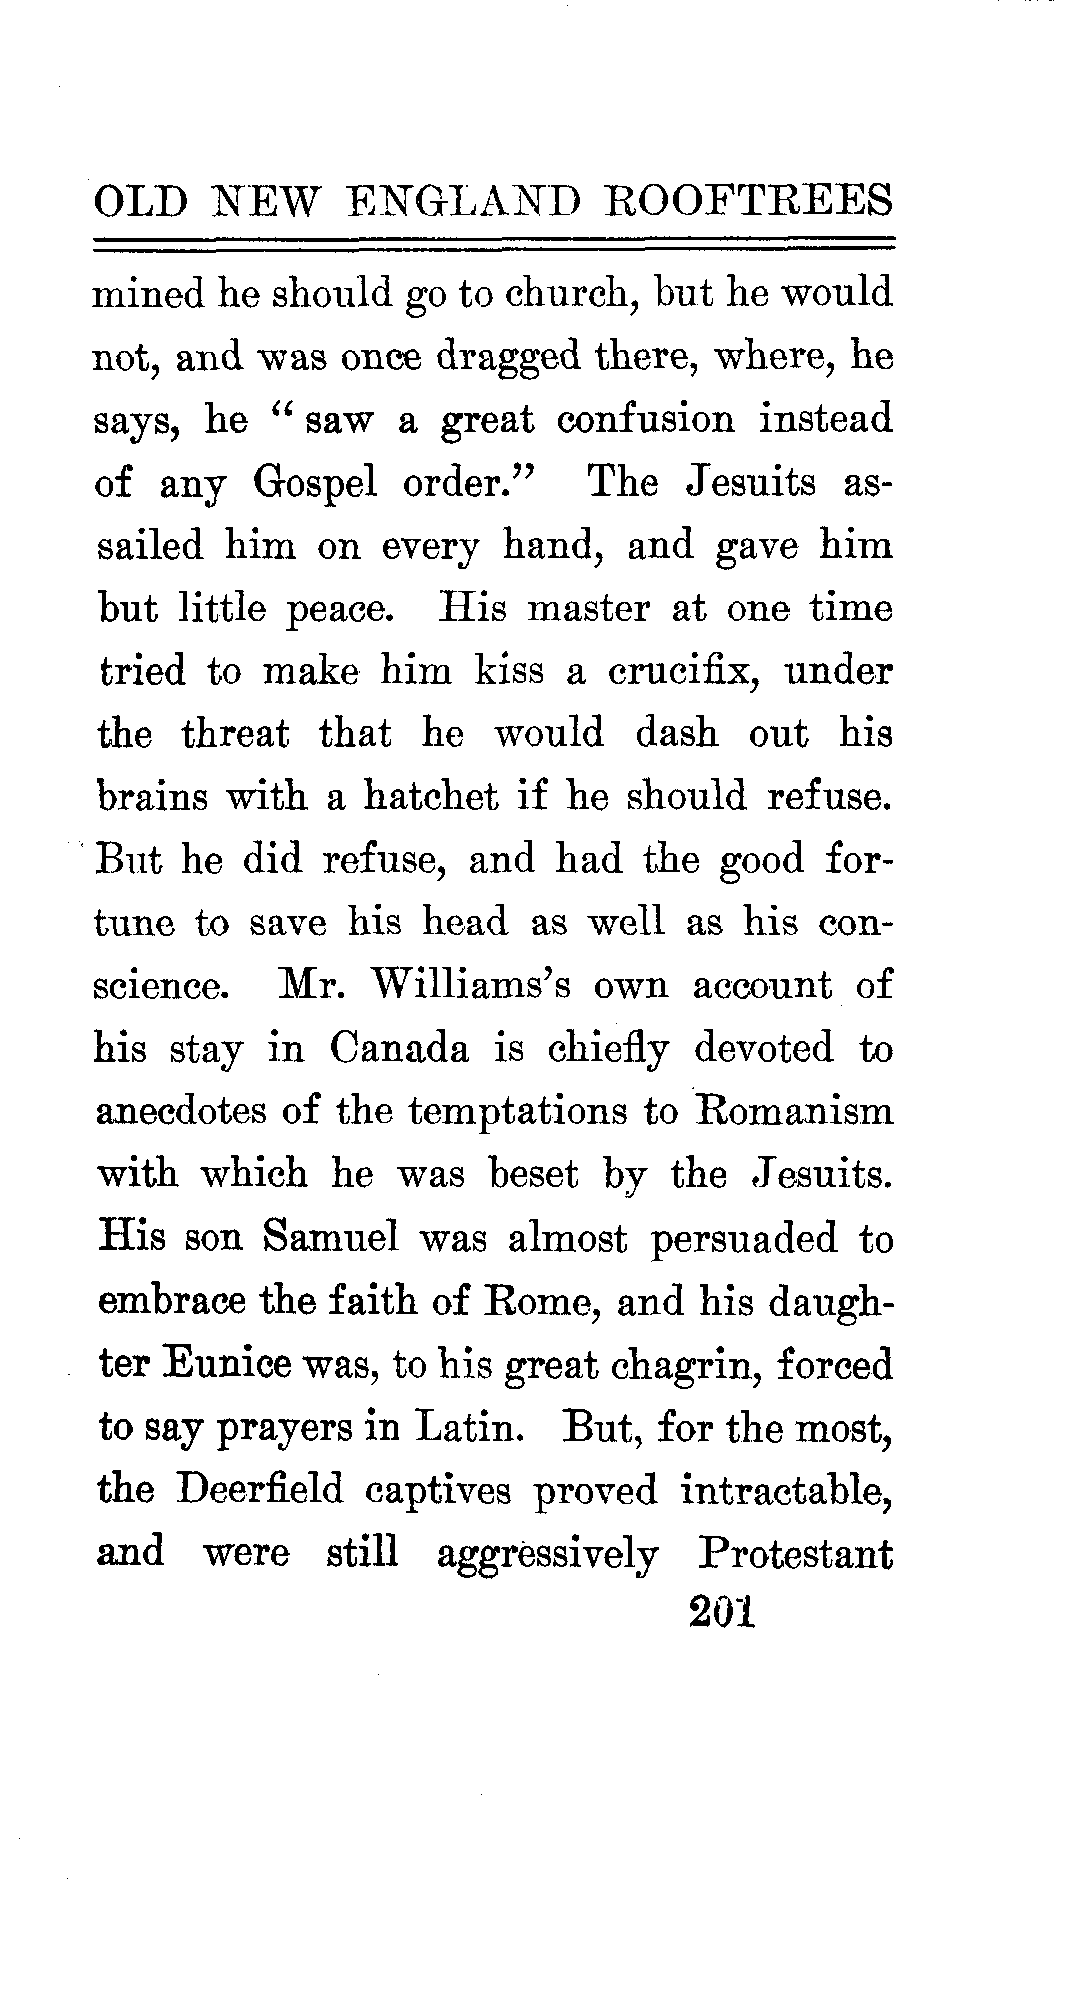 OLD NEW ENGLAND ROOFTREES
mined he should go to church, but he would
not, and was once dragged there, where, he
says, he “ saw a great confusion instead
of any Gospel order.” The Jesuits as-
sailed him on every hand, and gave him
but little peace. His master at one time
tried to make him kiss a crucifix, under
the threat that he would dash out his
brains with a hatchet if he should refuse.
But he did refuse, and had the good for-
tune to save his head as well as his con-
science. Mr. Williams’s own account of
his stay in Canada is chiefly devoted to
anecdotes of the temptations to Romanism
with which he was beset by the Jesuits.
His son Samuel was almost persuaded to
embrace the faith of Rome, and his daugh-
ter Eunice was, to his great chagrin, forced
to say prayers in Latin. But, for the most,
the Deerfield captives proved intractable,
and were still aggressively Protestant
201